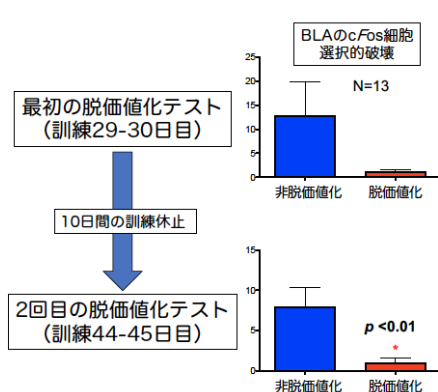 BLAのcFos細胞
選択的破壊
25
20
15
10
5
0
N=13
非脱価値化
脱価値化
最初の脱価値化テスト
（訓練29-30日目）
10日間の訓練休止
2回目の脱価値化テスト
（訓練44-45日目）
15
10
5
0
p <0.01
*
非脱価値化
脱価値化